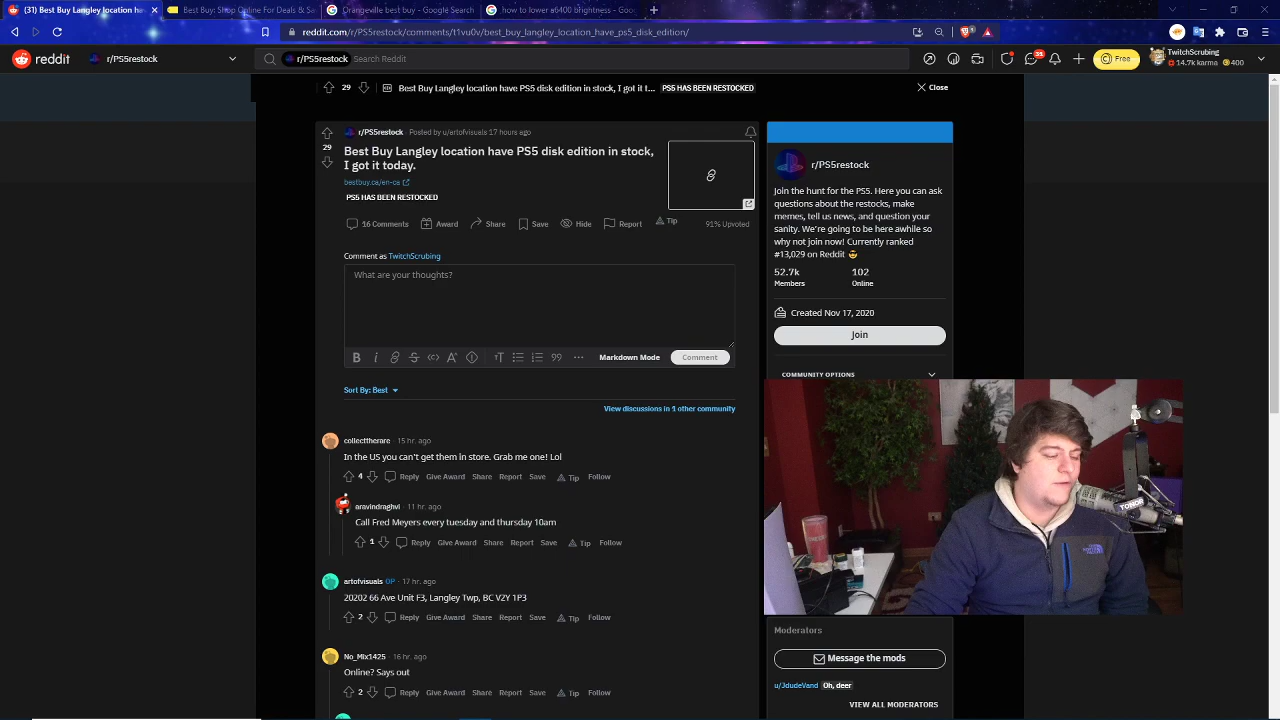 (31) Best Buy Langley location hav
Best Buy: Shop Online For Deals & Sa
Orangeville best buy - Google Search
how to lower a6400 brightness - Goo
reddit.com/r/PS5restock/comments/t1vu0v/best_buy_langley_location_have_ps5_disk_edition/
reddit
r/PS5restock
r/PS5restock
Search Reddit
Free
TwitchScrubing
14.7k karma
400
29
Best Buy Langley location have PS5 disk edition in stock, I got it t...
PS5 HAS BEEN RESTOCKED
Close
r/PS5restock
Posted by u/artofvisuals 17 hours ago
29
Best Buy Langley location have PS5 disk edition in stock,
I got it today.
bestbuy.ca/en-ca
PS5 HAS BEEN RESTOCKED
16 Comments
Award
Share
Save
Hide
Report
Tip
91% Upvoted
Comment as TwitchScrubing
What are your thoughts?
Markdown Mode
Comment
Sort By: Best
View discussions in 1 other community
collecttherare · 15 hr. ago
In the US you can't get them in store. Grab me one! Lol
4
Reply
Give Award
Share
Report
Save
Tip
Follow
aravindraghvi · 11 hr. ago
Call Fred Meyers every tuesday and thursday 10am
1
Reply
Give Award
Share
Report
Save
Tip
Follow
artofvisuals OP · 17 hr. ago
20202 66 Ave Unit F3, Langley Twp, BC V2Y 1P3
2
Reply
Give Award
Share
Report
Save
Tip
Follow
No_Mix1425 · 16 hr. ago
Online? Says out
2
Reply
Give Award
Share
Report
Save
Tip
Follow
r/PS5restock
Join the hunt for the PS5. Here you can ask
questions about the restocks, make
memes, tell us news, and question your
sanity. We're going to be here awhile so
why not join now! Currently ranked
#13,029 on Reddit 😎
52.7k
Members
102
Online
Created Nov 17, 2020
Join
COMMUNITY OPTIONS
TONOR
Moderators
Message the mods
u/JdudeVand
Oh, deer
VIEW ALL MODERATORS